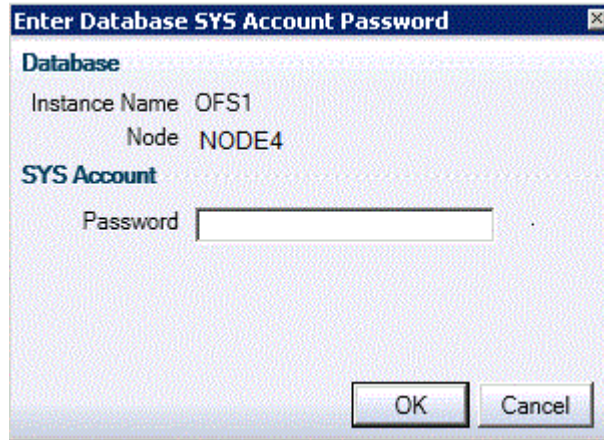 Enter Database SYS Account Password
Database
Instance Name OFS1
Node NODE4
SYS Account
Password
OK Cancel